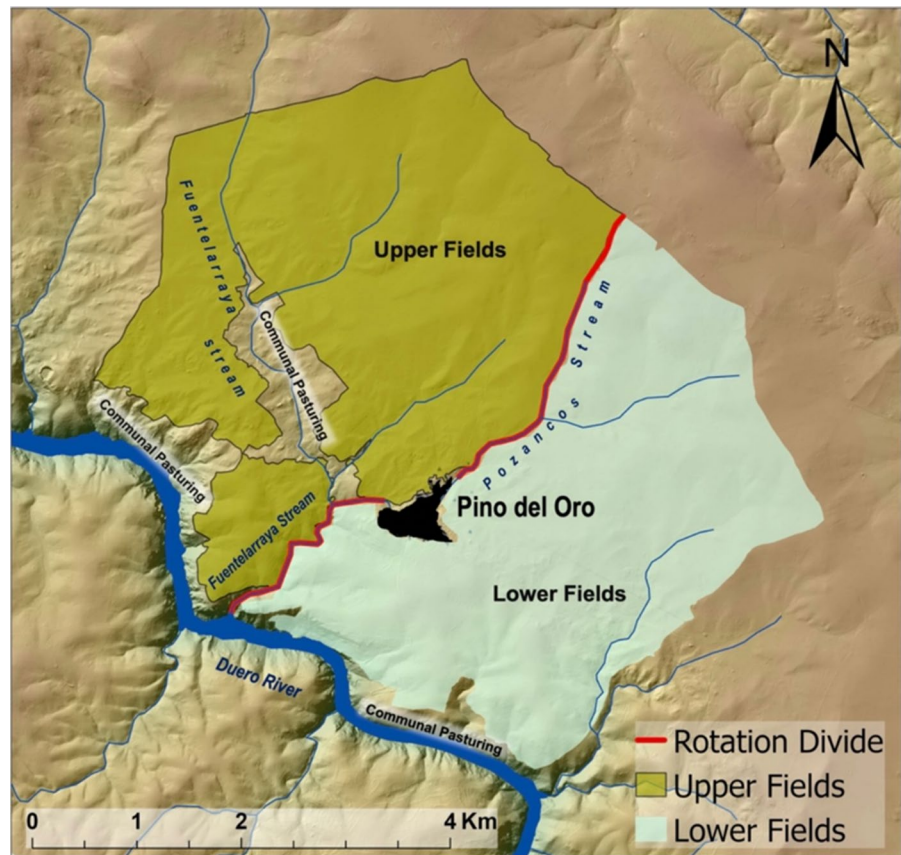 N
Fuentelarraya
stream
Upper Fields
Communal Pasturing
Pozancos Stream
Communal Pasturing
Pino del Oro
Fuentelarraya Stream
Lower Fields
Duero River
Communal Pasturing
Rotation Divide
Upper Fields
Lower Fields
0 1 2 4 Km